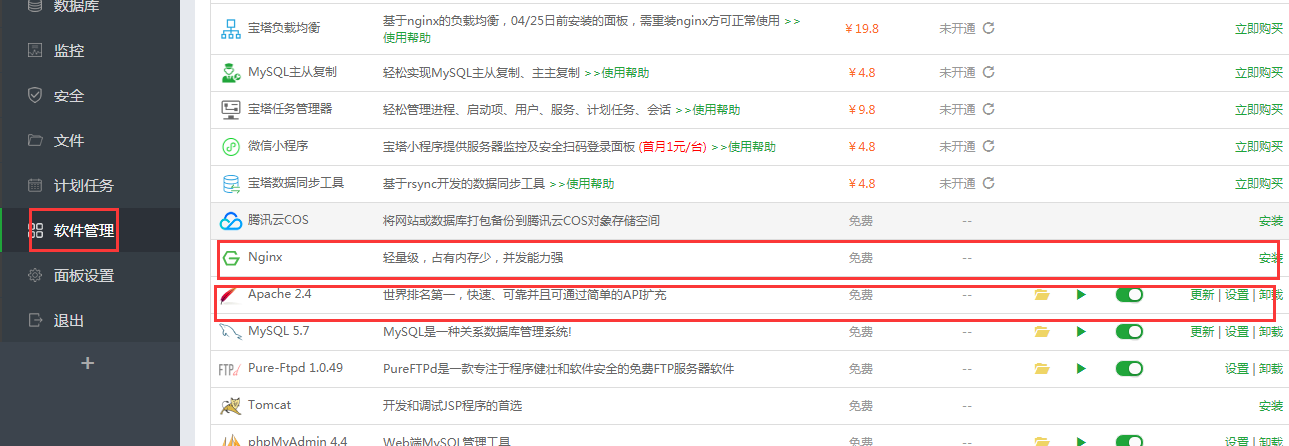 数据库
监控
安全
文件
计划任务
软件管理
面板设置
退出
+
宝塔负载均衡 基于nginx的负载均衡，04/25日前安装的面板，需重装nginx方可正常使用 >>
使用帮助 ￥19.8 未开通 立即购买
MySQL主从复制 轻松实现MySQL主从复制、主主复制 >>使用帮助 ￥4.8 未开通 立即购买
宝塔任务管理器 轻松管理进程、启动项、用户、服务、计划任务、会话 >>使用帮助 ￥9.8 未开通 立即购买
微信小程序 宝塔小程序提供服务器监控及安全扫码登录面板 (首月1元/台) >>使用帮助 ￥4.8 未开通 立即购买
宝塔数据同步工具 基于rsync开发的数据同步工具 >>使用帮助 ￥4.8 未开通 立即购买
腾讯云COS 将网站或数据库打包备份到腾讯云COS对象存储空间 免费 -- 安装
Nginx 轻量级，占有内存少，并发能力强 免费 -- 安装
Apache 2.4 世界排名第一，快速、可靠并且可通过简单的API扩充 免费 -- 更新 | 设置 | 卸载
MySQL 5.7 MySQL是一种关系数据库管理系统! 免费 -- 更新 | 设置 | 卸载
FTPd Pure-Ftpd 1.0.49 PureFTPd是一款专注于程序健壮和软件安全的免费FTP服务器软件 免费 -- 设置 | 卸载
Tomcat 开发和调试JSP程序的首选 免费 -- 安装
phpMyAdmin 4.4 Web端MySQL管理工具 免费 -- 设置 | 卸载